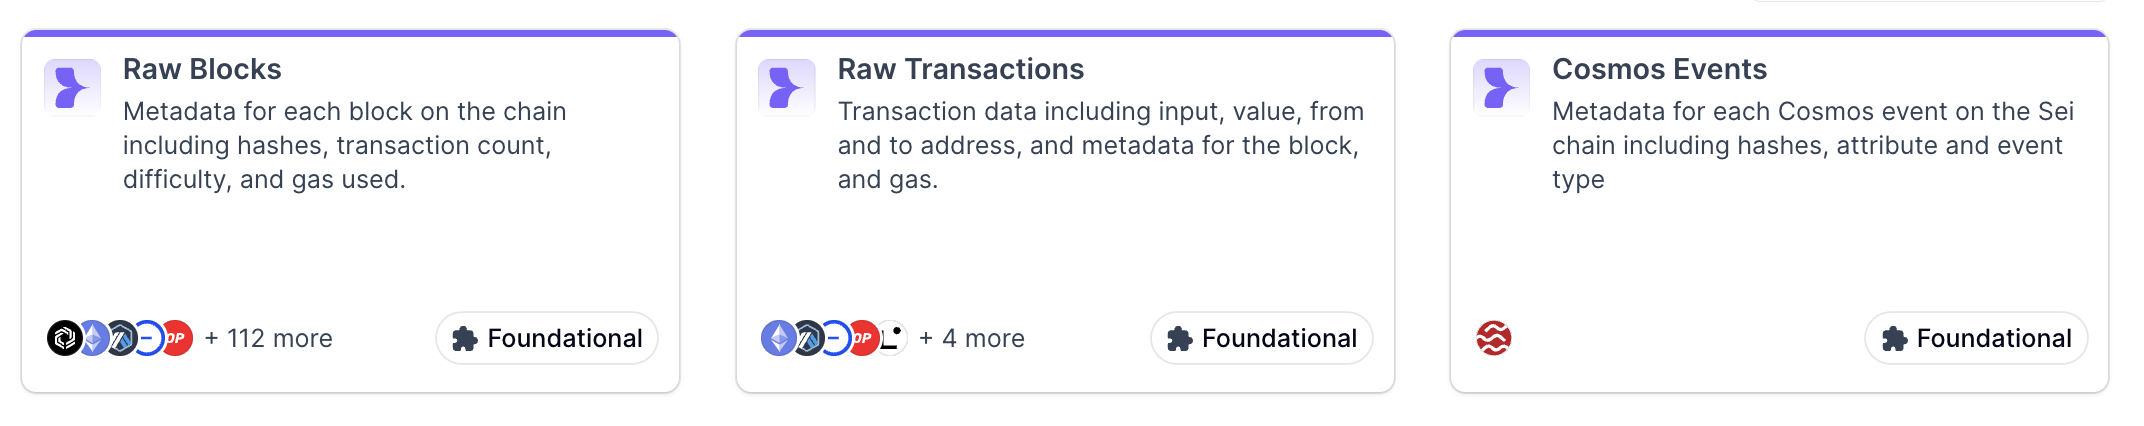 Raw Blocks
Metadata for each block on the chain
including hashes, transaction count,
difficulty, and gas used.
OP
+ 112 more
Foundational
Raw Transactions
Transaction data including input, value, from
and to address, and metadata for the block,
and gas.
OP
+ 4 more
Foundational
Cosmos Events
Metadata for each Cosmos event on the Sei
chain including hashes, attribute and event
type
Foundational